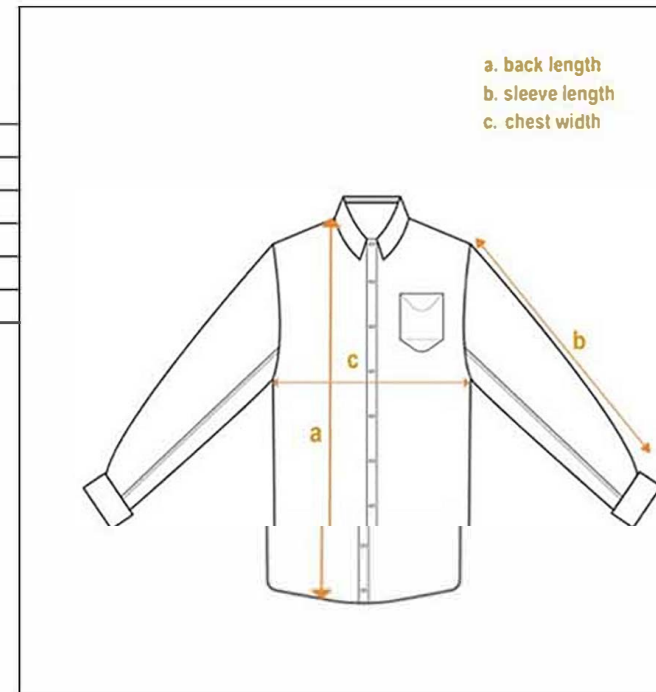 a. back length
b. sleeve length
c. chest width
b
c
a